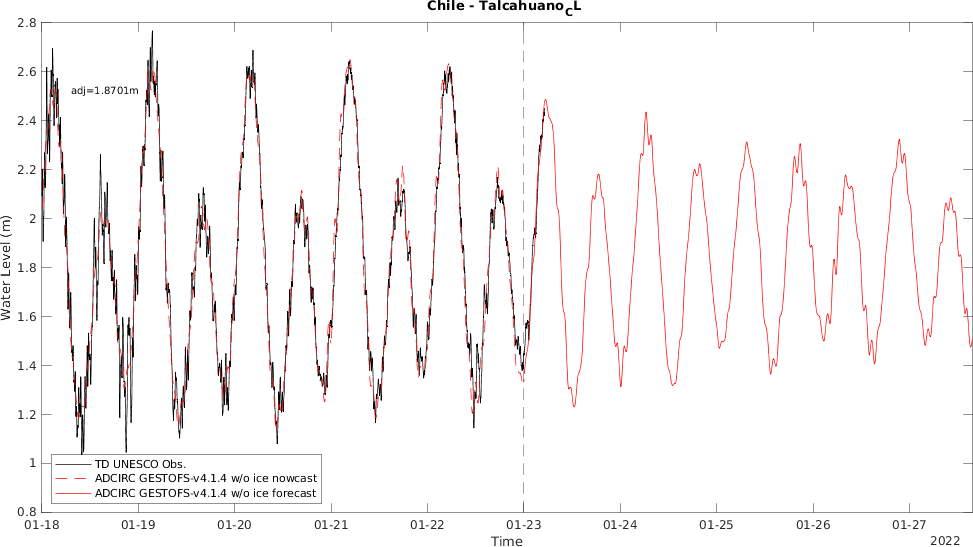 Chile - Talcahuano_CL
2.8
2.6
adj=1.8701m
2.4
2.2
2
1.8
1.6
1.4
1.2
1
0.8
Water Level (m)
TD UNESCO Obs.
ADCIRC GESTOFS-v4.1.4 w/o ice nowcast
ADCIRC GESTOFS-v4.1.4 w/o ice forecast
01-18 01-19 01-20 01-21 01-22 01-23 01-24 01-25 01-26 01-27
Time
2022